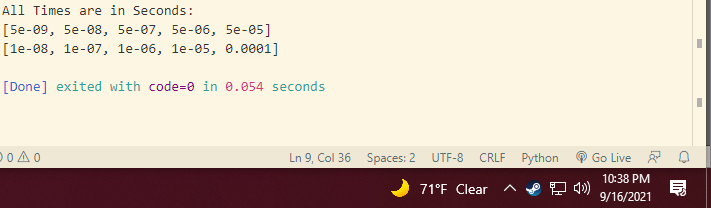 All Times are in Seconds:
[5e-09, 5e-08, 5e-07, 5e-06, 5e-05]
[1e-08, 1e-07, 1e-06, 1e-05, 0.0001]
[Done] exited with code=0 in 0.054 seconds
0 0 Ln 9, Col 36 Spaces: 2 UTF-8 CRLF Python Go Live
71°F Clear 10:38 PM
9/16/2021